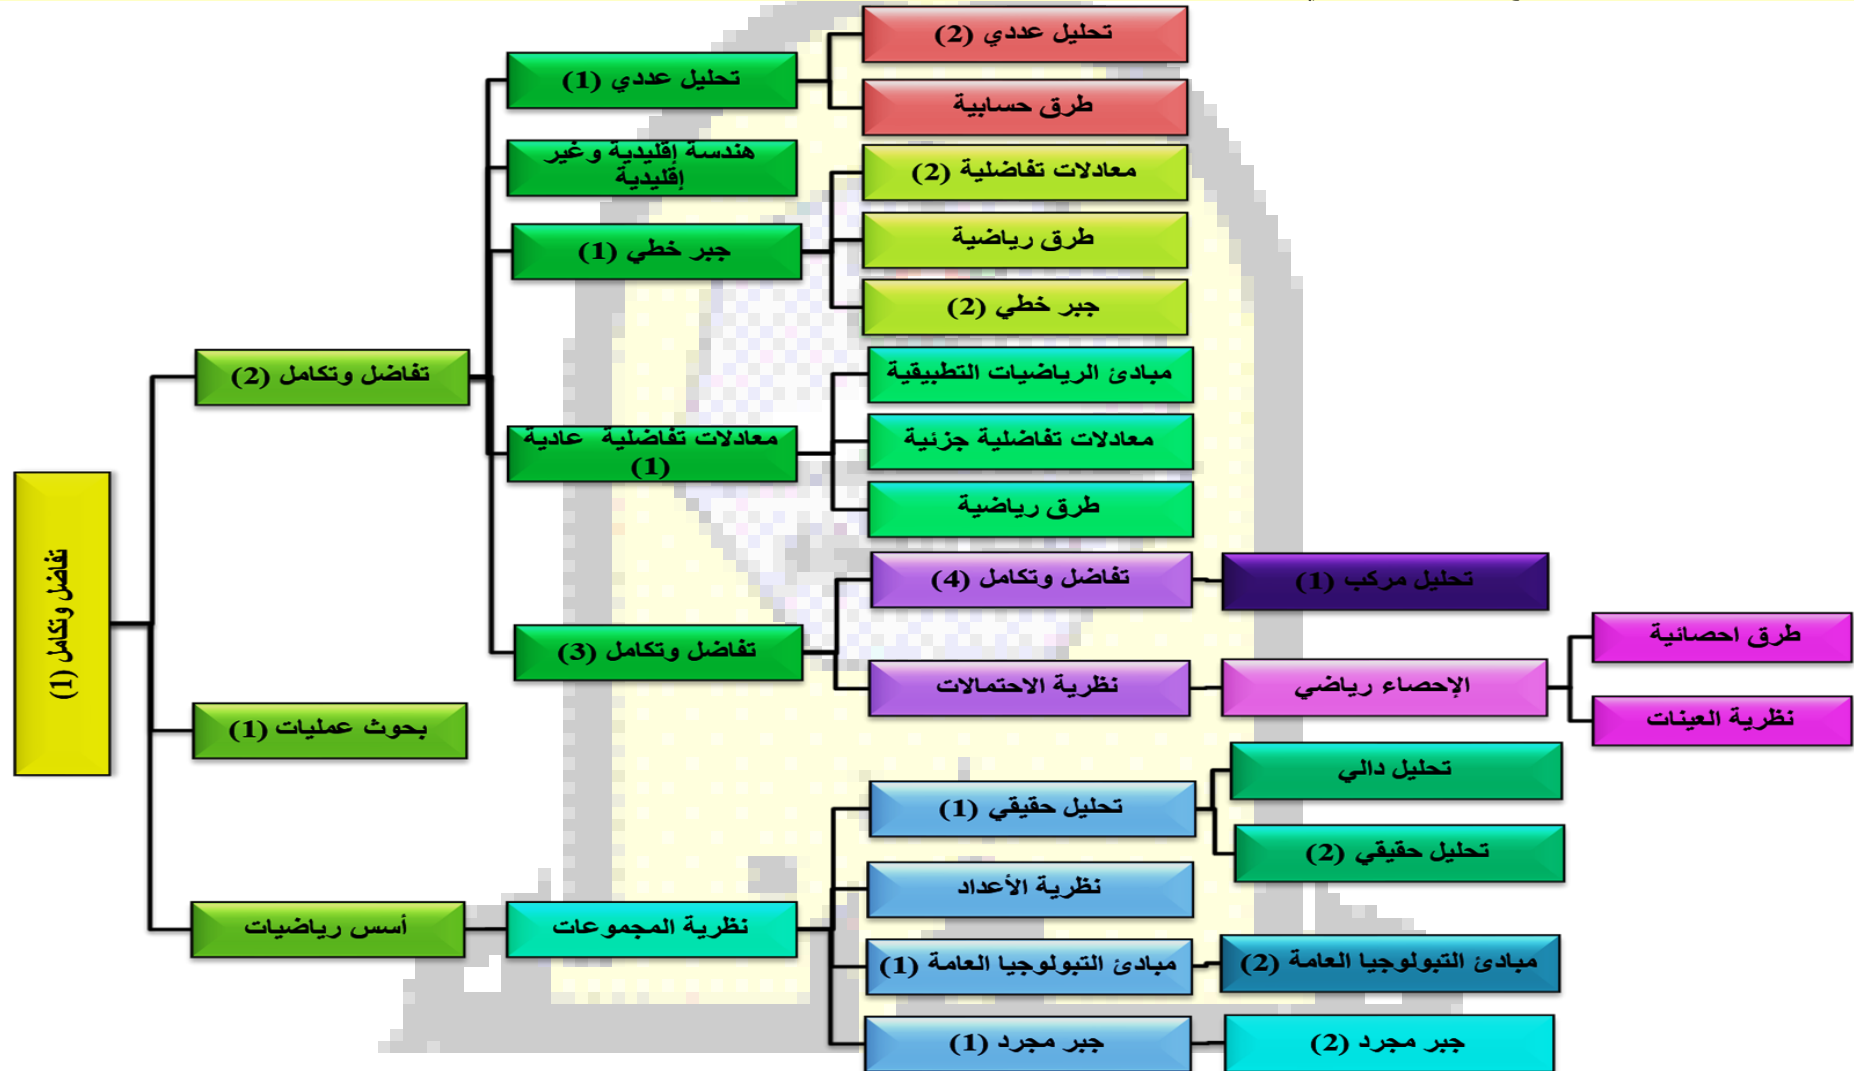 تحليل عددي (2)
تحليل عددي (1)
طرق حسابية
هندسة إقليدية وغير
إقليدية
معادلات تفاضلية (2)
جبر خطي (1)
طرق رياضية
جبر خطي (2)
تفاضل وتكامل (2)
مبادئ الرياضيات التطبيقية
معادلات تفاضلية عادية
(1)
معادلات تفاضلية جزئية
طرق رياضية
تفاضل وتكامل (1)
تفاضل وتكامل (4)
تحليل مركب (1)
تفاضل وتكامل (3)
طرق احصائية
نظرية الاحتمالات
الإحصاء رياضي
نظرية العينات
بحوث عمليات (1)
تحليل دالي
تحليل حقيقي (1)
تحليل حقيقي (2)
نظرية الأعداد
أسس رياضيات
نظرية المجموعات
مبادئ التبولوجيا العامة (1)
مبادئ التبولوجيا العامة (2)
جبر مجرد (1)
جبر مجرد (2)